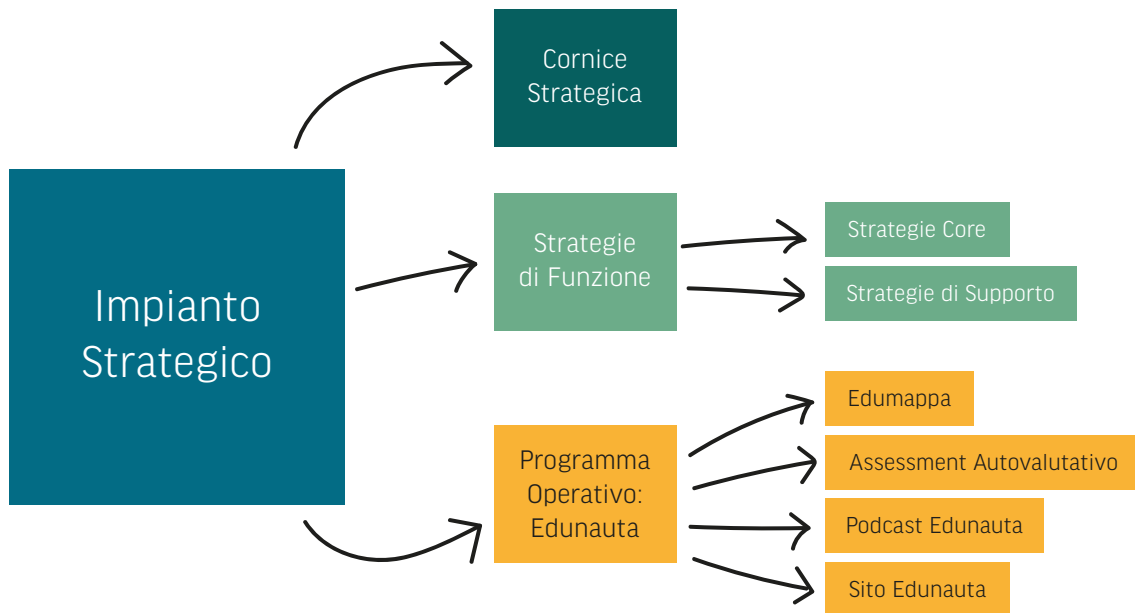 Cornice
Strategica
Impianto
Strategico
Strategie
di Funzione
Strategie Core
Strategie di Supporto
Programma
Operativo:
Edunauta
Edumappa
Assessment Autovalutativo
Podcast Edunauta
Sito Edunauta